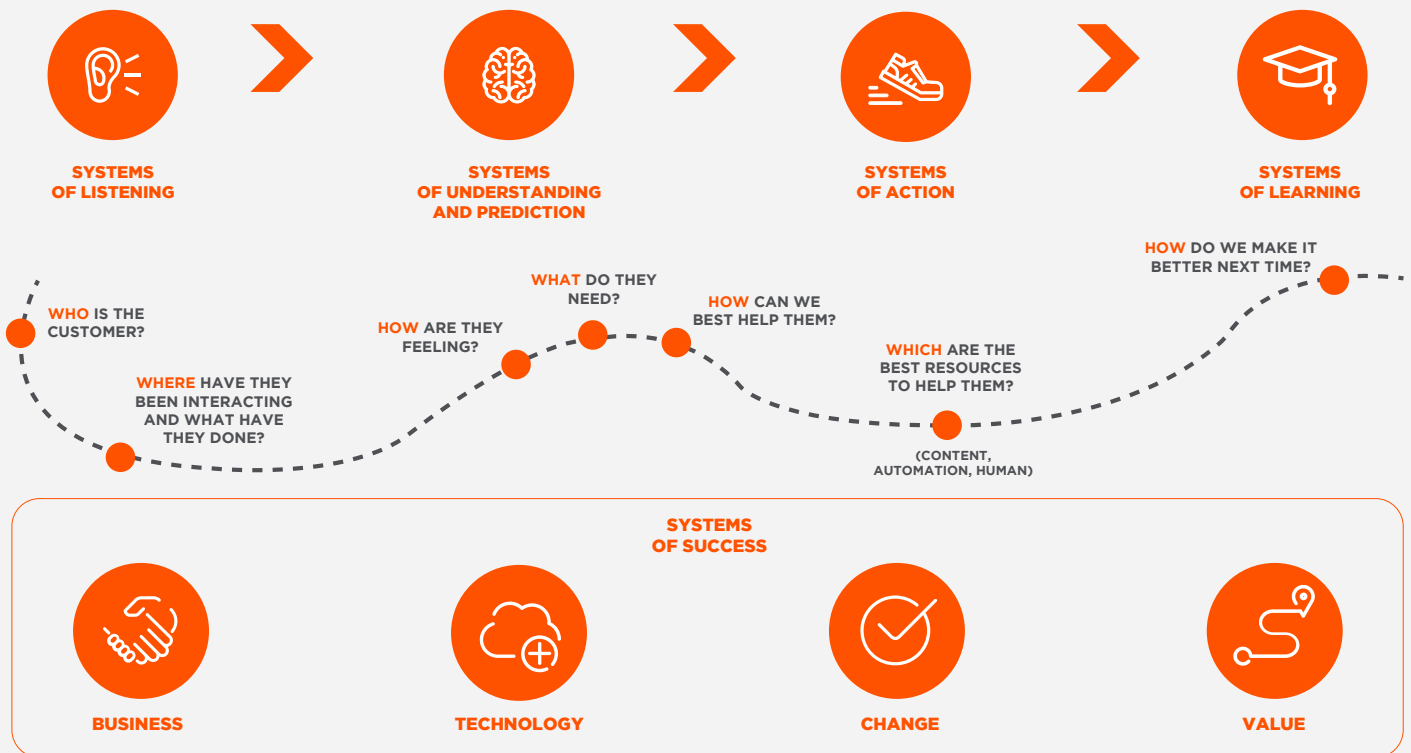 SYSTEMS
OF LISTENING
SYSTEMS
OF UNDERSTANDING
AND PREDICTION
SYSTEMS
OF ACTION
SYSTEMS
OF LEARNING
WHO IS THE
CUSTOMER?
WHERE HAVE THEY
BEEN INTERACTING
AND WHAT HAVE
THEY DONE?
HOW ARE THEY
FEELING?
WHAT DO THEY
NEED?
HOW CAN WE
BEST HELP THEM?
WHICH ARE THE
BEST RESOURCES
TO HELP THEM?
(CONTENT,
AUTOMATION, HUMAN)
HOW DO WE MAKE IT
BETTER NEXT TIME?
SYSTEMS
OF SUCCESS
BUSINESS
TECHNOLOGY
CHANGE
VALUE